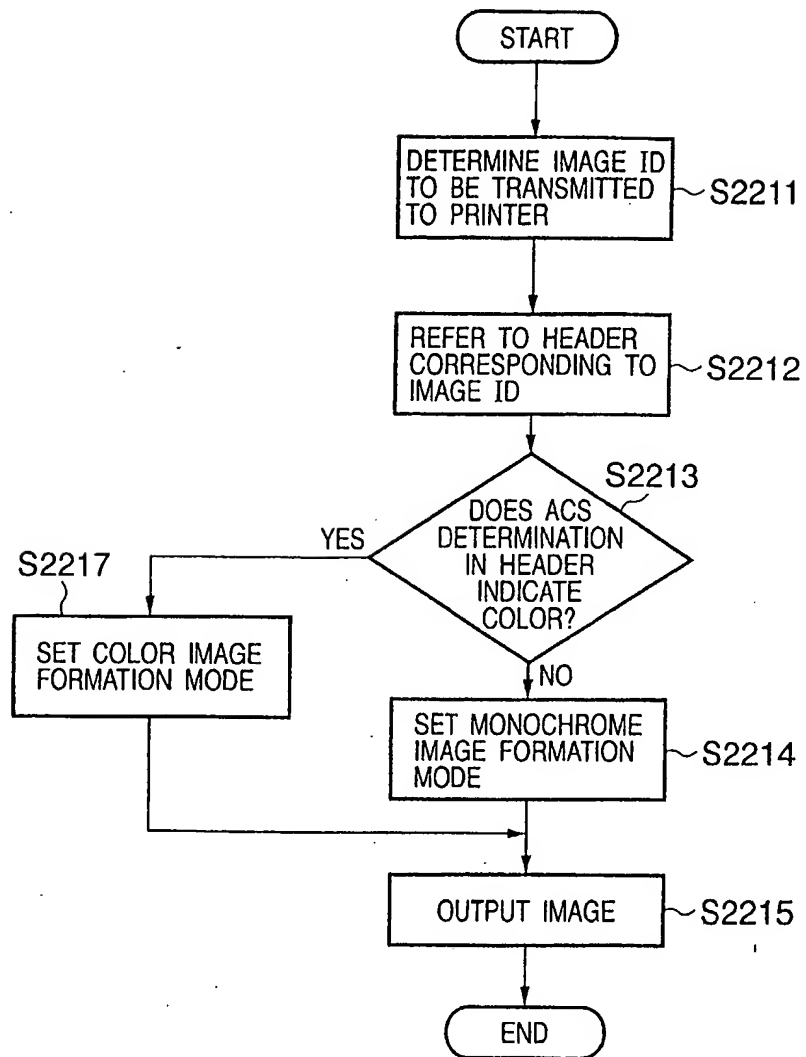 START
DETERMINE IMAGE ID
TO BE TRANSMITTED
TO PRINTER
S2211
REFER TO HEADER
CORRESPONDING TO
IMAGE ID
S2212
S2213
DOES ACS
DETERMINATION
IN HEADER
INDICATE
COLOR?
YES
S2217
SET COLOR IMAGE
FORMATION MODE
NO
SET MONOCHROME
IMAGE FORMATION
MODE
S2214
OUTPUT IMAGE
S2215
END